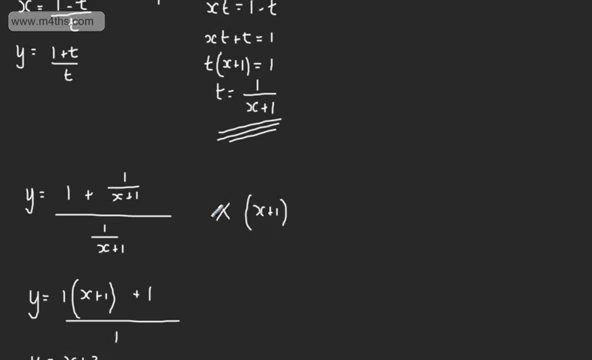 x = (1-t)/t
www.m4ths.com
y = (1+t)/t
xt = 1-t
xt+t = 1
t(x+1) = 1
t = 1/(x+1)
y = (1 + 1/(x+1))/(1/(x+1)) × (x+1)
y = (1(x+1) + 1)/1